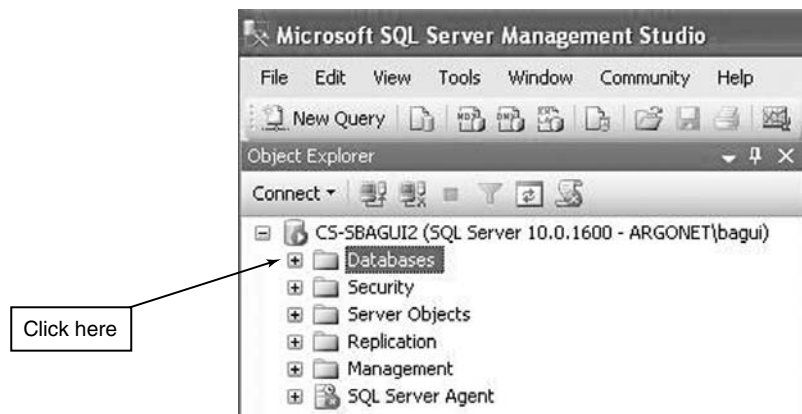 Microsoft SQL Server Management Studio
File Edit View Tools Window Community Help
New Query
Object Explorer
Connect
CS-SBAGUI2 (SQL Server 10.0.1600 - ARGONET\bagui)
Databases
Security
Click here
Server Objects
Replication
Management
SQL Server Agent